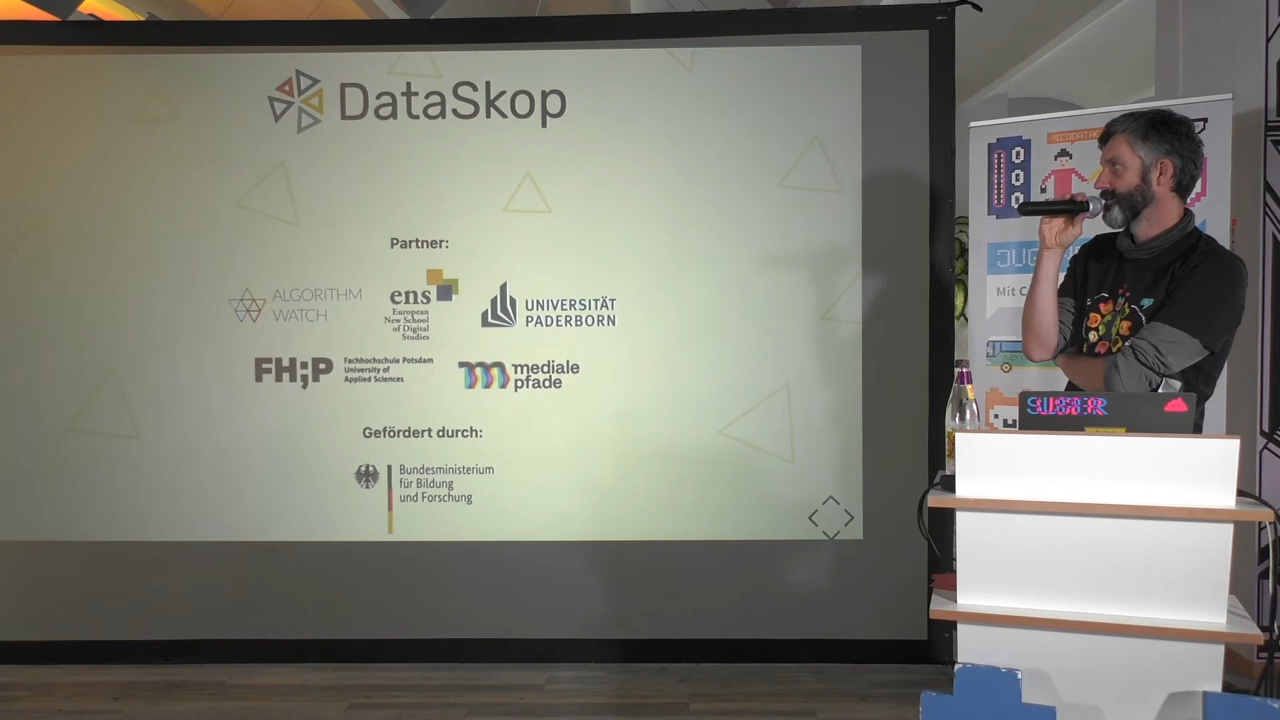 DataSkop
Partner:
ALGORITHM
WATCH
ens
European
New School
of Digital
Studies
UNIVERSITÄT
PADERBORN
FH;P
Fachhochschule Potsdam
University of
Applied Sciences
mediale
pfade
Gefördert durch:
Bundesministerium
für Bildung
und Forschung
Mit